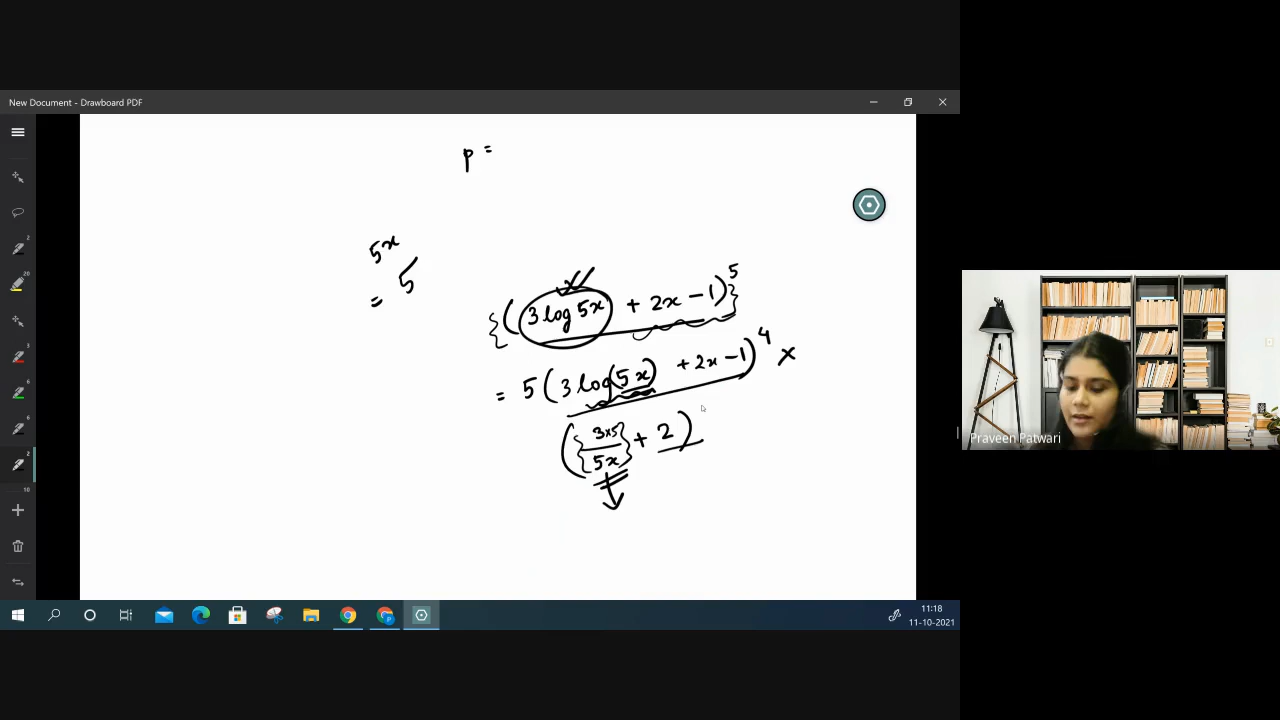 New Document - Drawboard PDF
p =
5x
= 5
{(3 log 5x + 2x - 1)^5}
= 5 (3 log(5x) + 2x - 1)^4 ×
({3×5/5x} + 2)
Praveen Patwari
11:18
11-10-2021